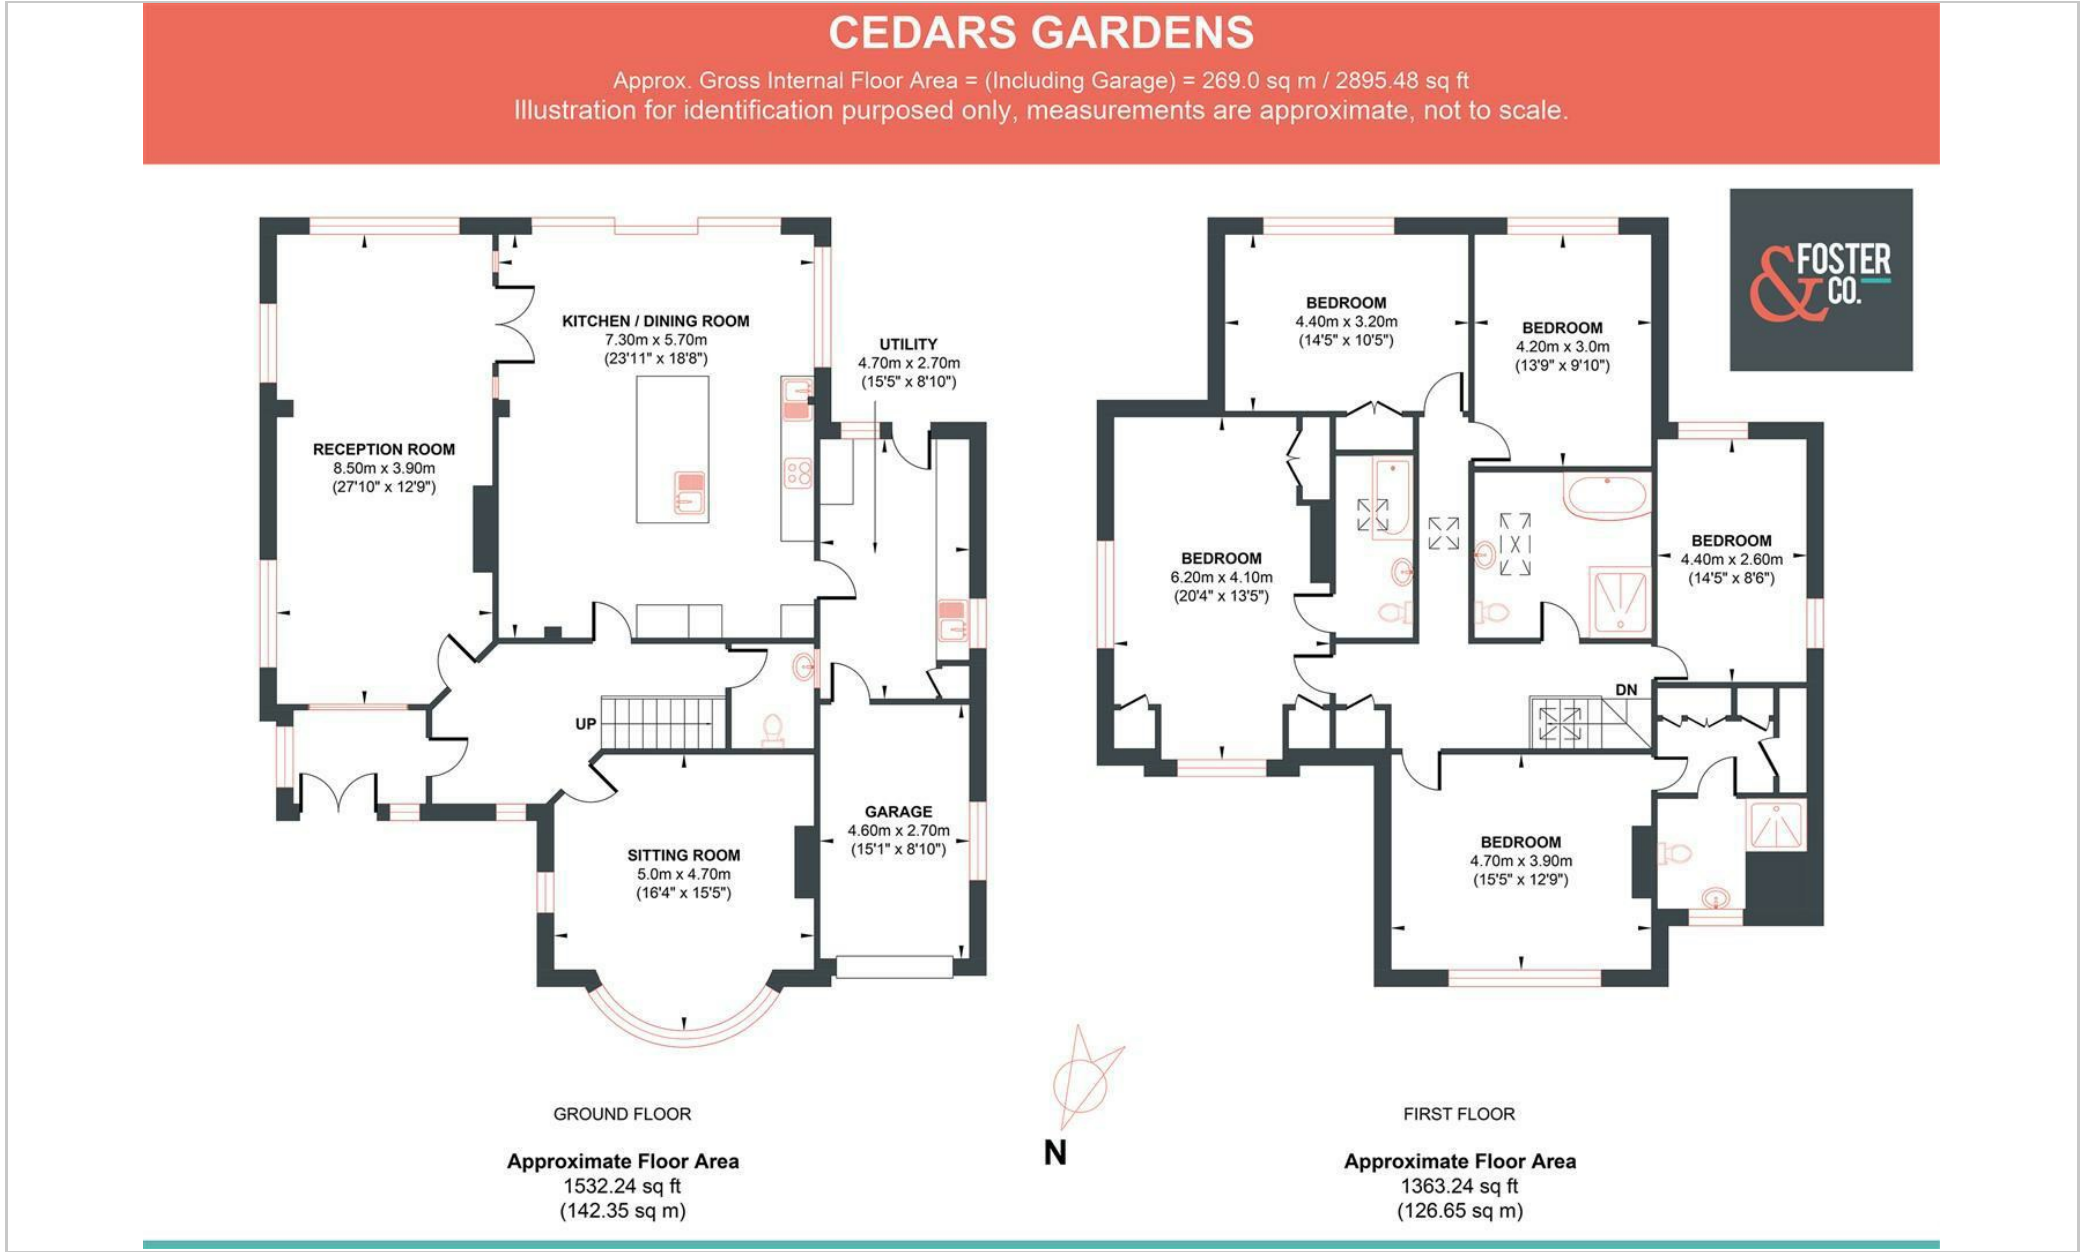 CEDARS GARDENS
Approx. Gross Internal Floor Area = (Including Garage) = 269.0 sq m / 2895.48 sq ft
Illustration for identification purposed only, measurements are approximate, not to scale.
&FOSTER
CO.
KITCHEN / DINING ROOM
7.30m x 5.70m
(23'11" x 18'8")
UTILITY
4.70m x 2.70m
(15'5" x 8'10")
RECEPTION ROOM
8.50m x 3.90m
(27'10" x 12'9")
UP
GARAGE
4.60m x 2.70m
(15'1" x 8'10")
SITTING ROOM
5.0m x 4.70m
(16'4" x 15'5")
BEDROOM
4.40m x 3.20m
(14'5" x 10'5")
BEDROOM
4.20m x 3.0m
(13'9" x 9'10")
BEDROOM
6.20m x 4.10m
(20'4" x 13'5")
BEDROOM
4.40m x 2.60m
(14'5" x 8'6")
DN
BEDROOM
4.70m x 3.90m
(15'5" x 12'9")
N
GROUND FLOOR
Approximate Floor Area
1532.24 sq ft
(142.35 sq m)
FIRST FLOOR
Approximate Floor Area
1363.24 sq ft
(126.65 sq m)